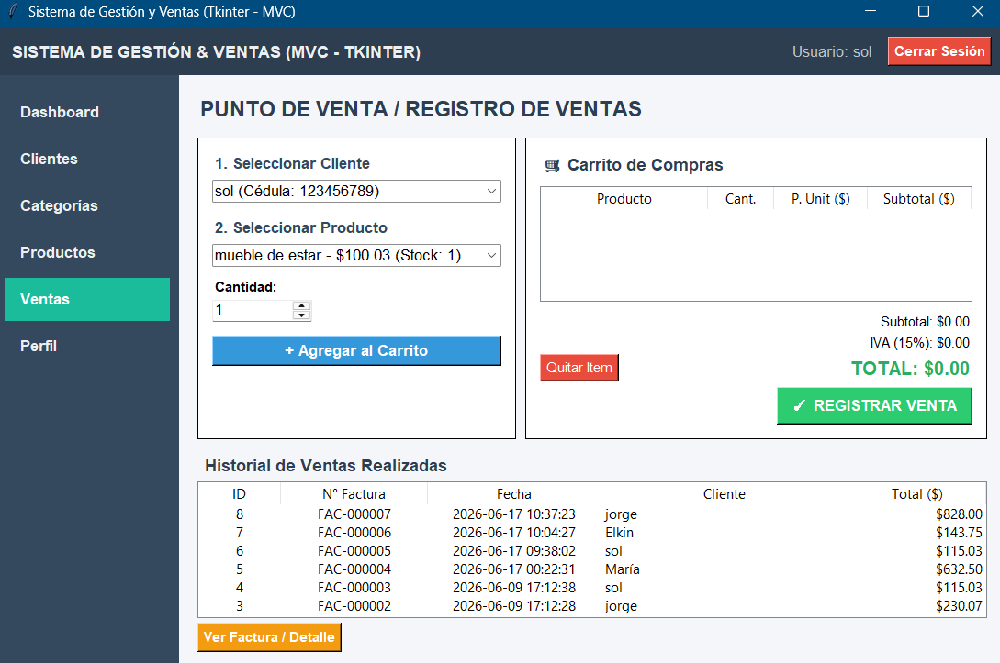 Sistema de Gestión y Ventas (Tkinter - MVC)
SISTEMA DE GESTIÓN & VENTAS (MVC - TKINTER)
Usuario: sol
Cerrar Sesión
Dashboard
Clientes
Categorías
Productos
Ventas
Perfil
PUNTO DE VENTA / REGISTRO DE VENTAS
1. Seleccionar Cliente
sol (Cédula: 123456789)
2. Seleccionar Producto
mueble de estar - $100.03 (Stock: 1)
Cantidad:
1
+ Agregar al Carrito
🛒 Carrito de Compras
Producto Cant. P. Unit ($) Subtotal ($)
Subtotal: $0.00
IVA (15%): $0.00
Quitar Item
TOTAL: $0.00
✓ REGISTRAR VENTA
Historial de Ventas Realizadas
ID N° Factura Fecha Cliente Total ($)
8 FAC-000007 2026-06-17 10:37:23 jorge $828.00
7 FAC-000006 2026-06-17 10:04:27 Elkin $143.75
6 FAC-000005 2026-06-17 09:38:02 sol $115.03
5 FAC-000004 2026-06-17 00:22:31 María $632.50
4 FAC-000003 2026-06-09 17:12:38 sol $115.03
3 FAC-000002 2026-06-09 17:12:28 jorge $230.07
Ver Factura / Detalle